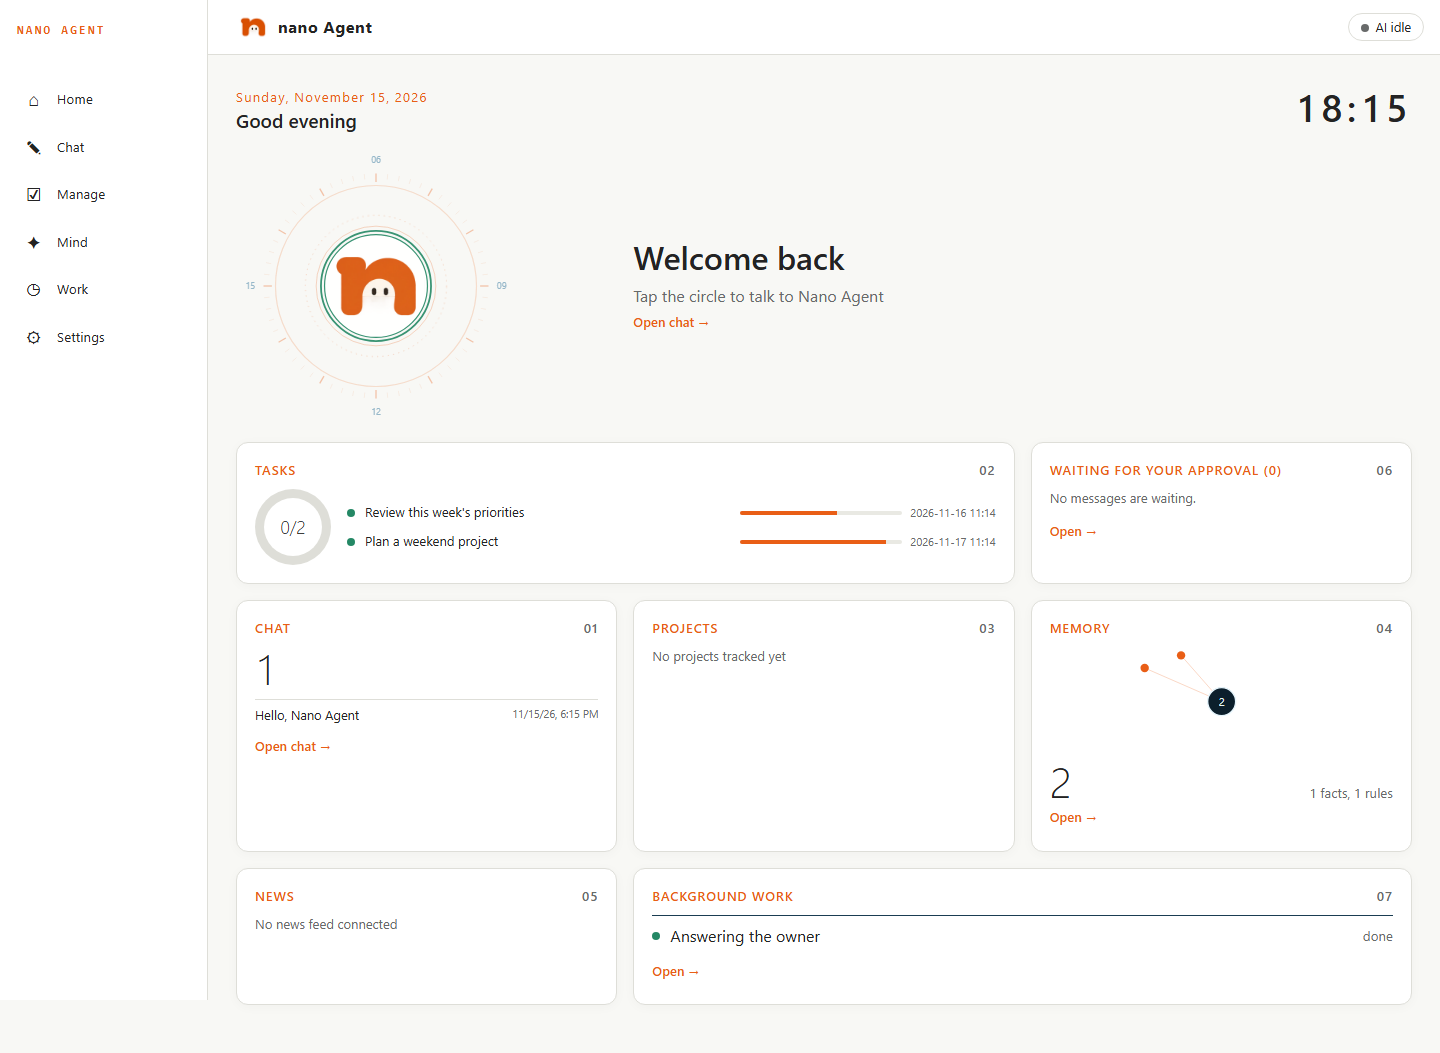 NANO AGENT
Home
Chat
Manage
Mind
Work
Settings
nano Agent
AI idle
Sunday, November 15, 2026
Good evening
18:15
06
15
09
12
Welcome back
Tap the circle to talk to Nano Agent
Open chat →
TASKS 02
0/2
Review this week's priorities 2026-11-16 11:14
Plan a weekend project 2026-11-17 11:14
WAITING FOR YOUR APPROVAL (0) 06
No messages are waiting.
Open →
CHAT 01
1
Hello, Nano Agent 11/15/26, 6:15 PM
Open chat →
PROJECTS 03
No projects tracked yet
MEMORY 04
2
2
1 facts, 1 rules
Open →
NEWS 05
No news feed connected
BACKGROUND WORK 07
Answering the owner done
Open →